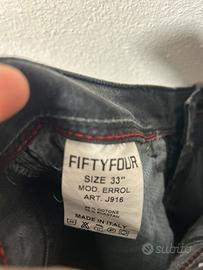 FIFTYFOUR
SIZE 33"
MOD. ERROL
ART. J916
MADE IN ITALY
subito